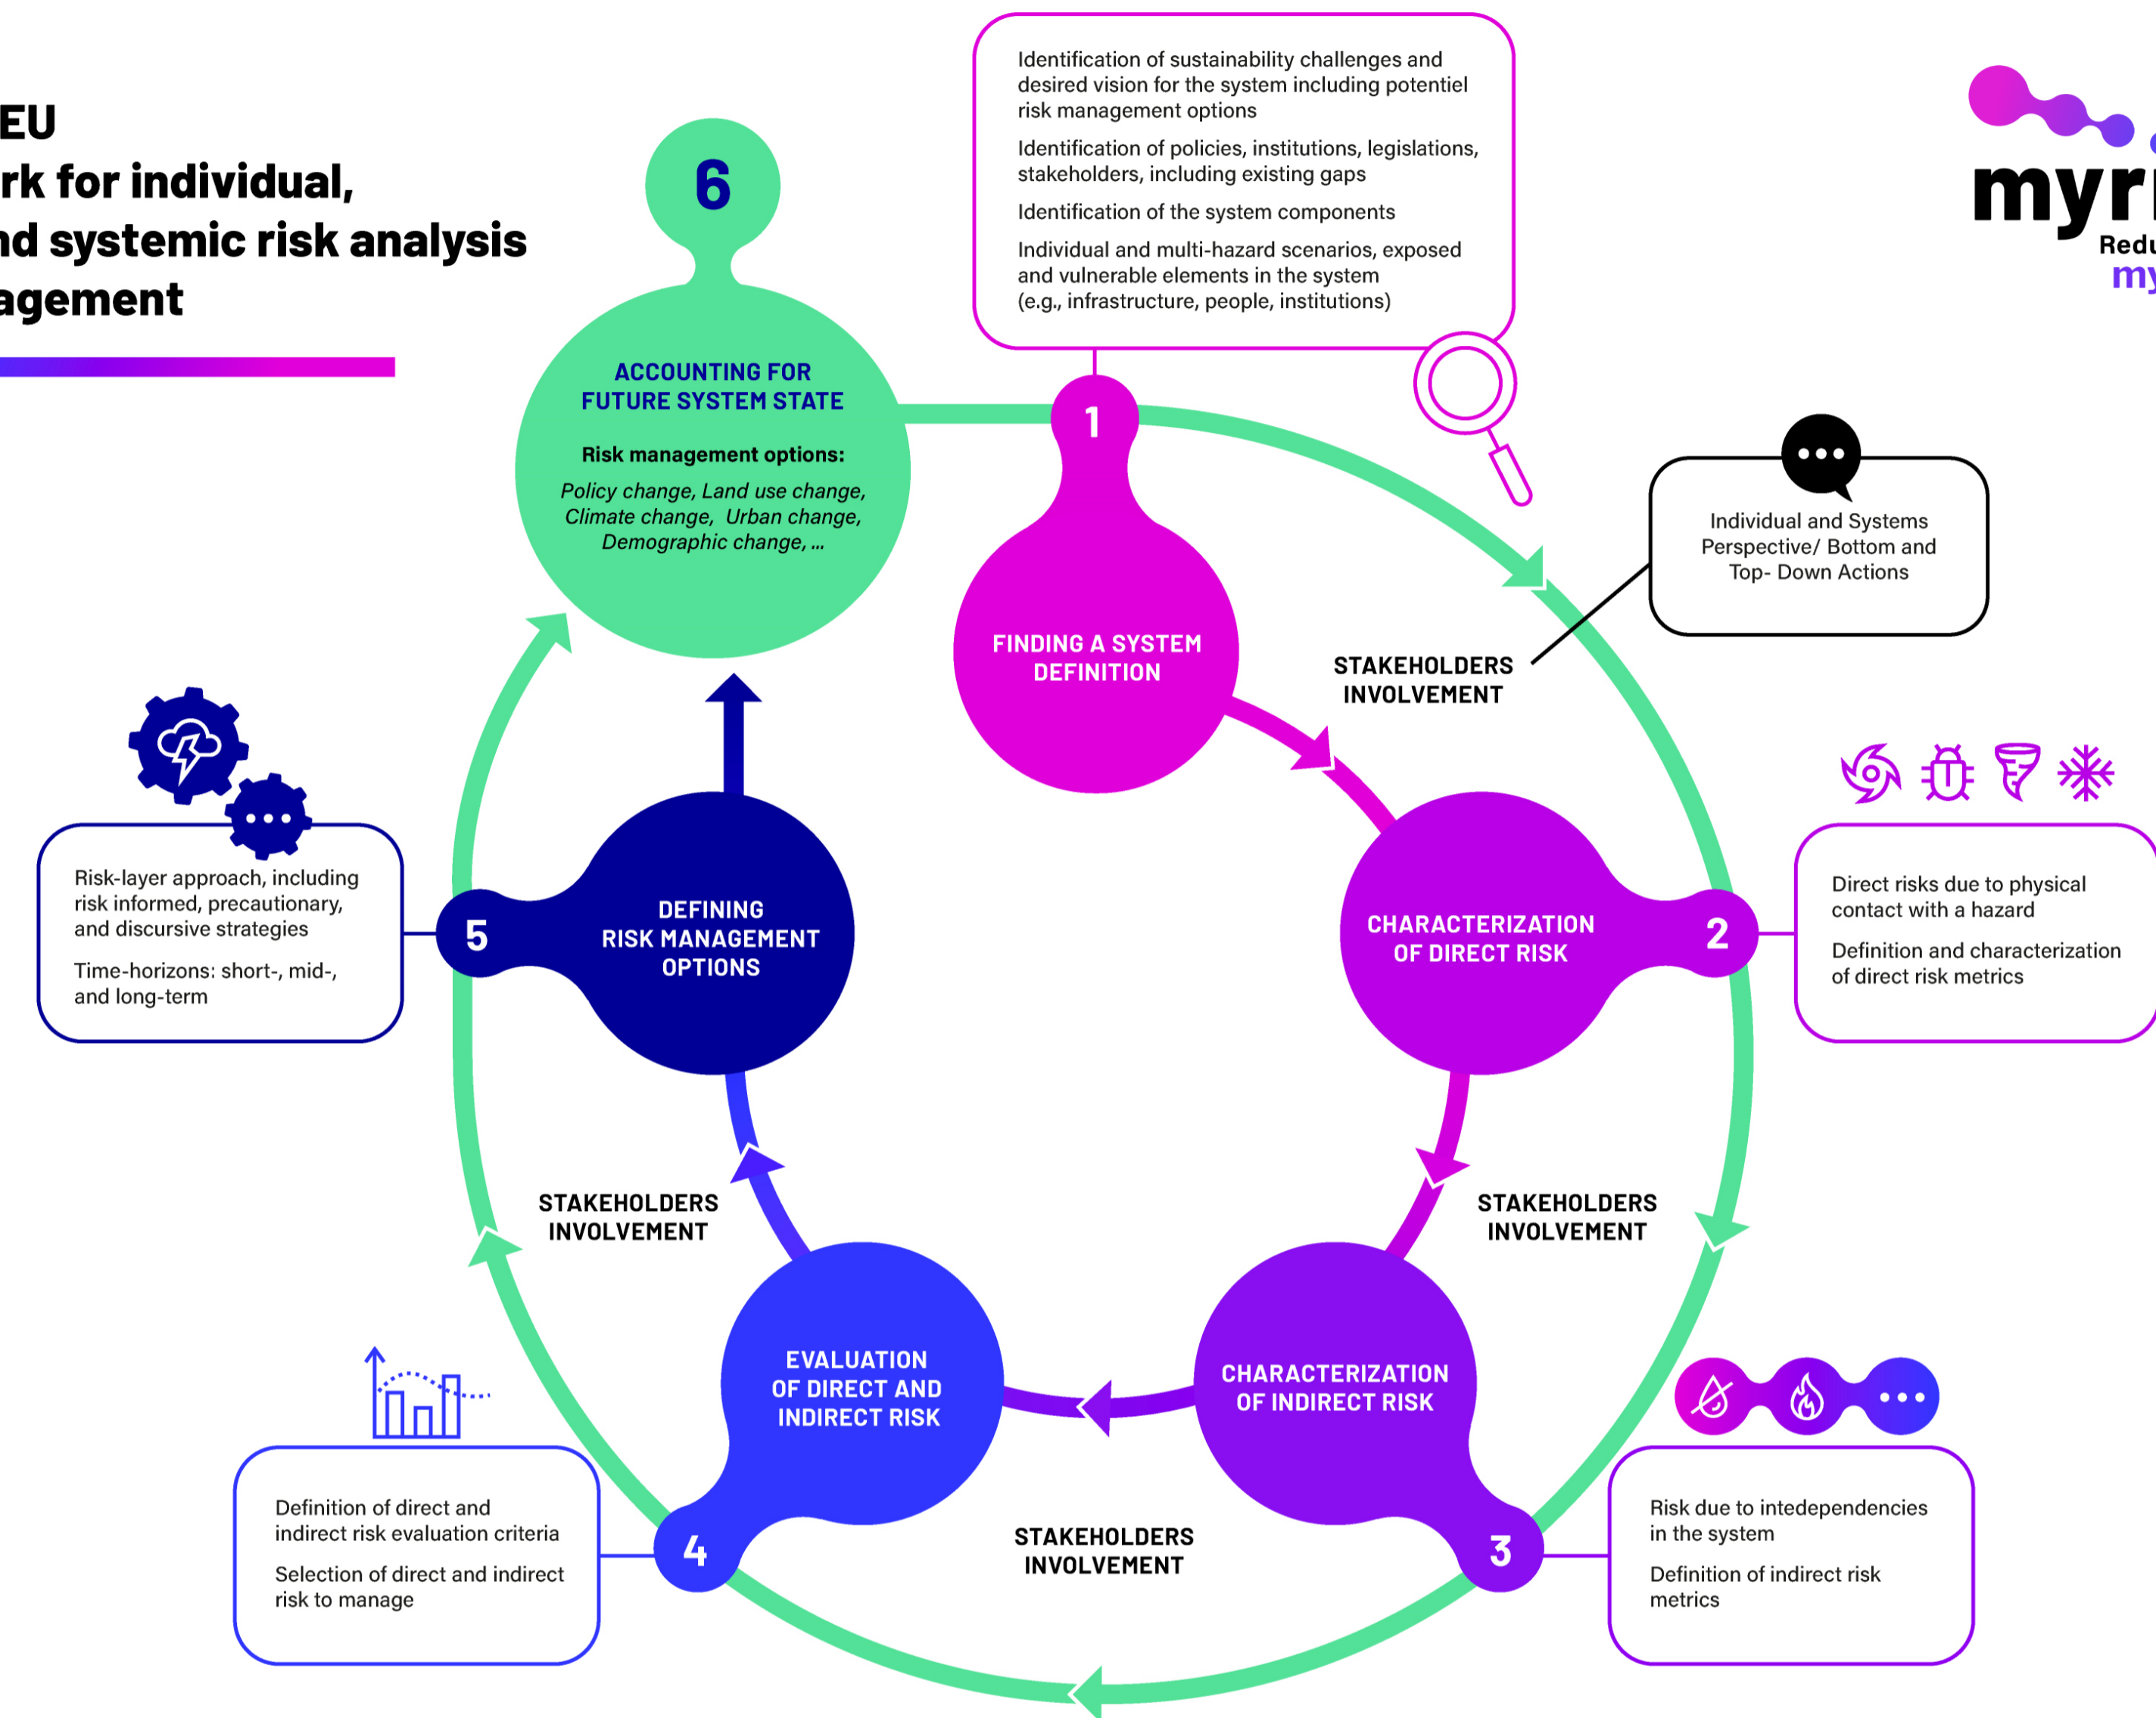 EU
rk for individual,
nd systemic risk analysis
agement
myr
Redu
my
Identification of sustainability challenges and
desired vision for the system including potentiel
risk management options
Identification of policies, institutions, legislations,
stakeholders, including existing gaps
Identification of the system components
Individual and multi-hazard scenarios, exposed
and vulnerable elements in the system
(e.g., infrastructure, people, institutions)
6
ACCOUNTING FOR
FUTURE SYSTEM STATE
Risk management options:
Policy change, Land use change,
Climate change, Urban change,
Demographic change, ...
1
FINDING A SYSTEM
DEFINITION
Individual and Systems
Perspective/ Bottom and
Top- Down Actions
STAKEHOLDERS
INVOLVEMENT
2
CHARACTERIZATION
OF DIRECT RISK
Direct risks due to physical
contact with a hazard
Definition and characterization
of direct risk metrics
STAKEHOLDERS
INVOLVEMENT
3
CHARACTERIZATION
OF INDIRECT RISK
Risk due to intedependencies
in the system
Definition of indirect risk
metrics
STAKEHOLDERS
INVOLVEMENT
4
EVALUATION
OF DIRECT AND
INDIRECT RISK
Definition of direct and
indirect risk evaluation criteria
Selection of direct and indirect
risk to manage
STAKEHOLDERS
INVOLVEMENT
5
DEFINING
RISK MANAGEMENT
OPTIONS
Risk-layer approach, including
risk informed, precautionary,
and discursive strategies
Time-horizons: short-, mid-,
and long-term